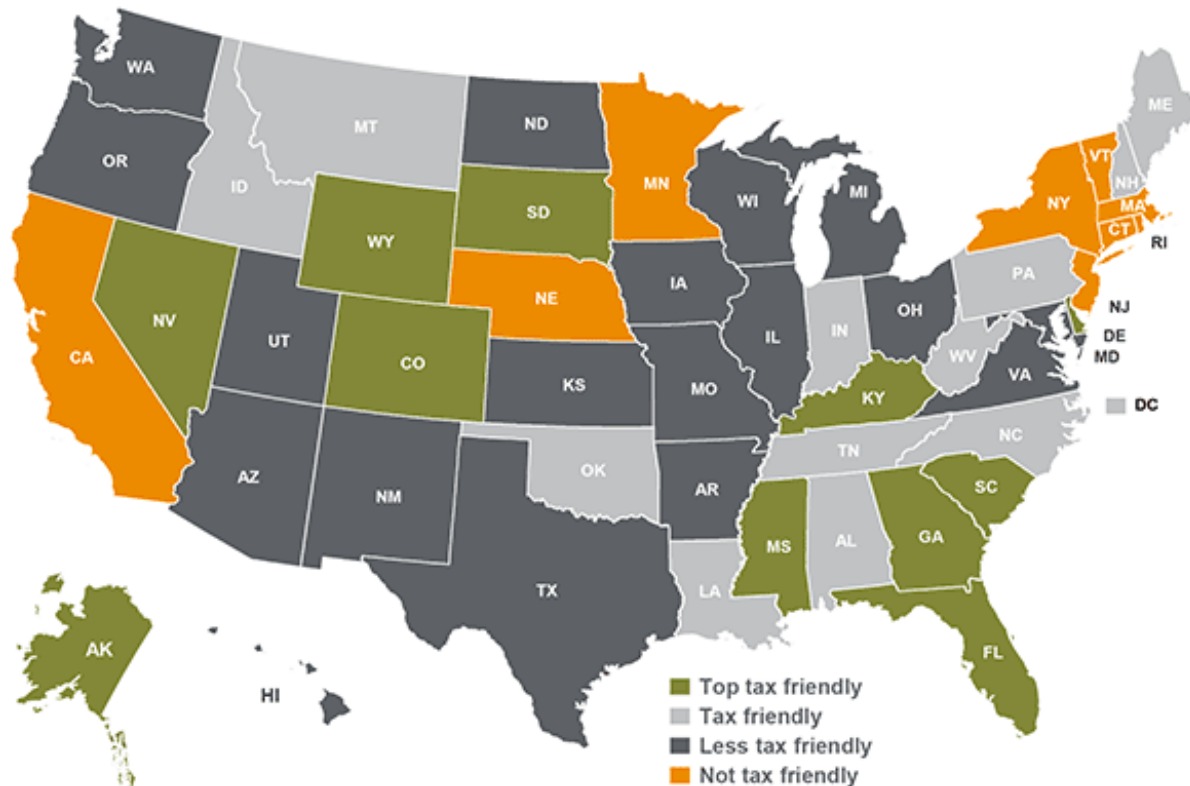 WA
MT
ND
ME
OR
ID
MN
WI
MI
VT
NH
NY
MA
CT
RI
SD
WY
NE
IA
PA
NJ
NV
UT
CO
IL
IN
OH
DE
MD
CA
KS
MO
WV
VA
KY
DC
AZ
NM
OK
AR
TN
NC
SC
MS
AL
GA
TX
LA
FL
AK
HI
Top tax friendly
Tax friendly
Less tax friendly
Not tax friendly